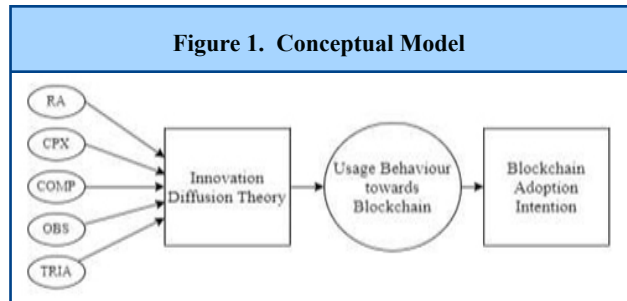 Figure 1. Conceptual Model
RA
CPX
COMP
OBS
TRIA
Innovation
Diffusion Theory
Usage Behaviour
towards
Blockchain
Blockchain
Adoption
Intention